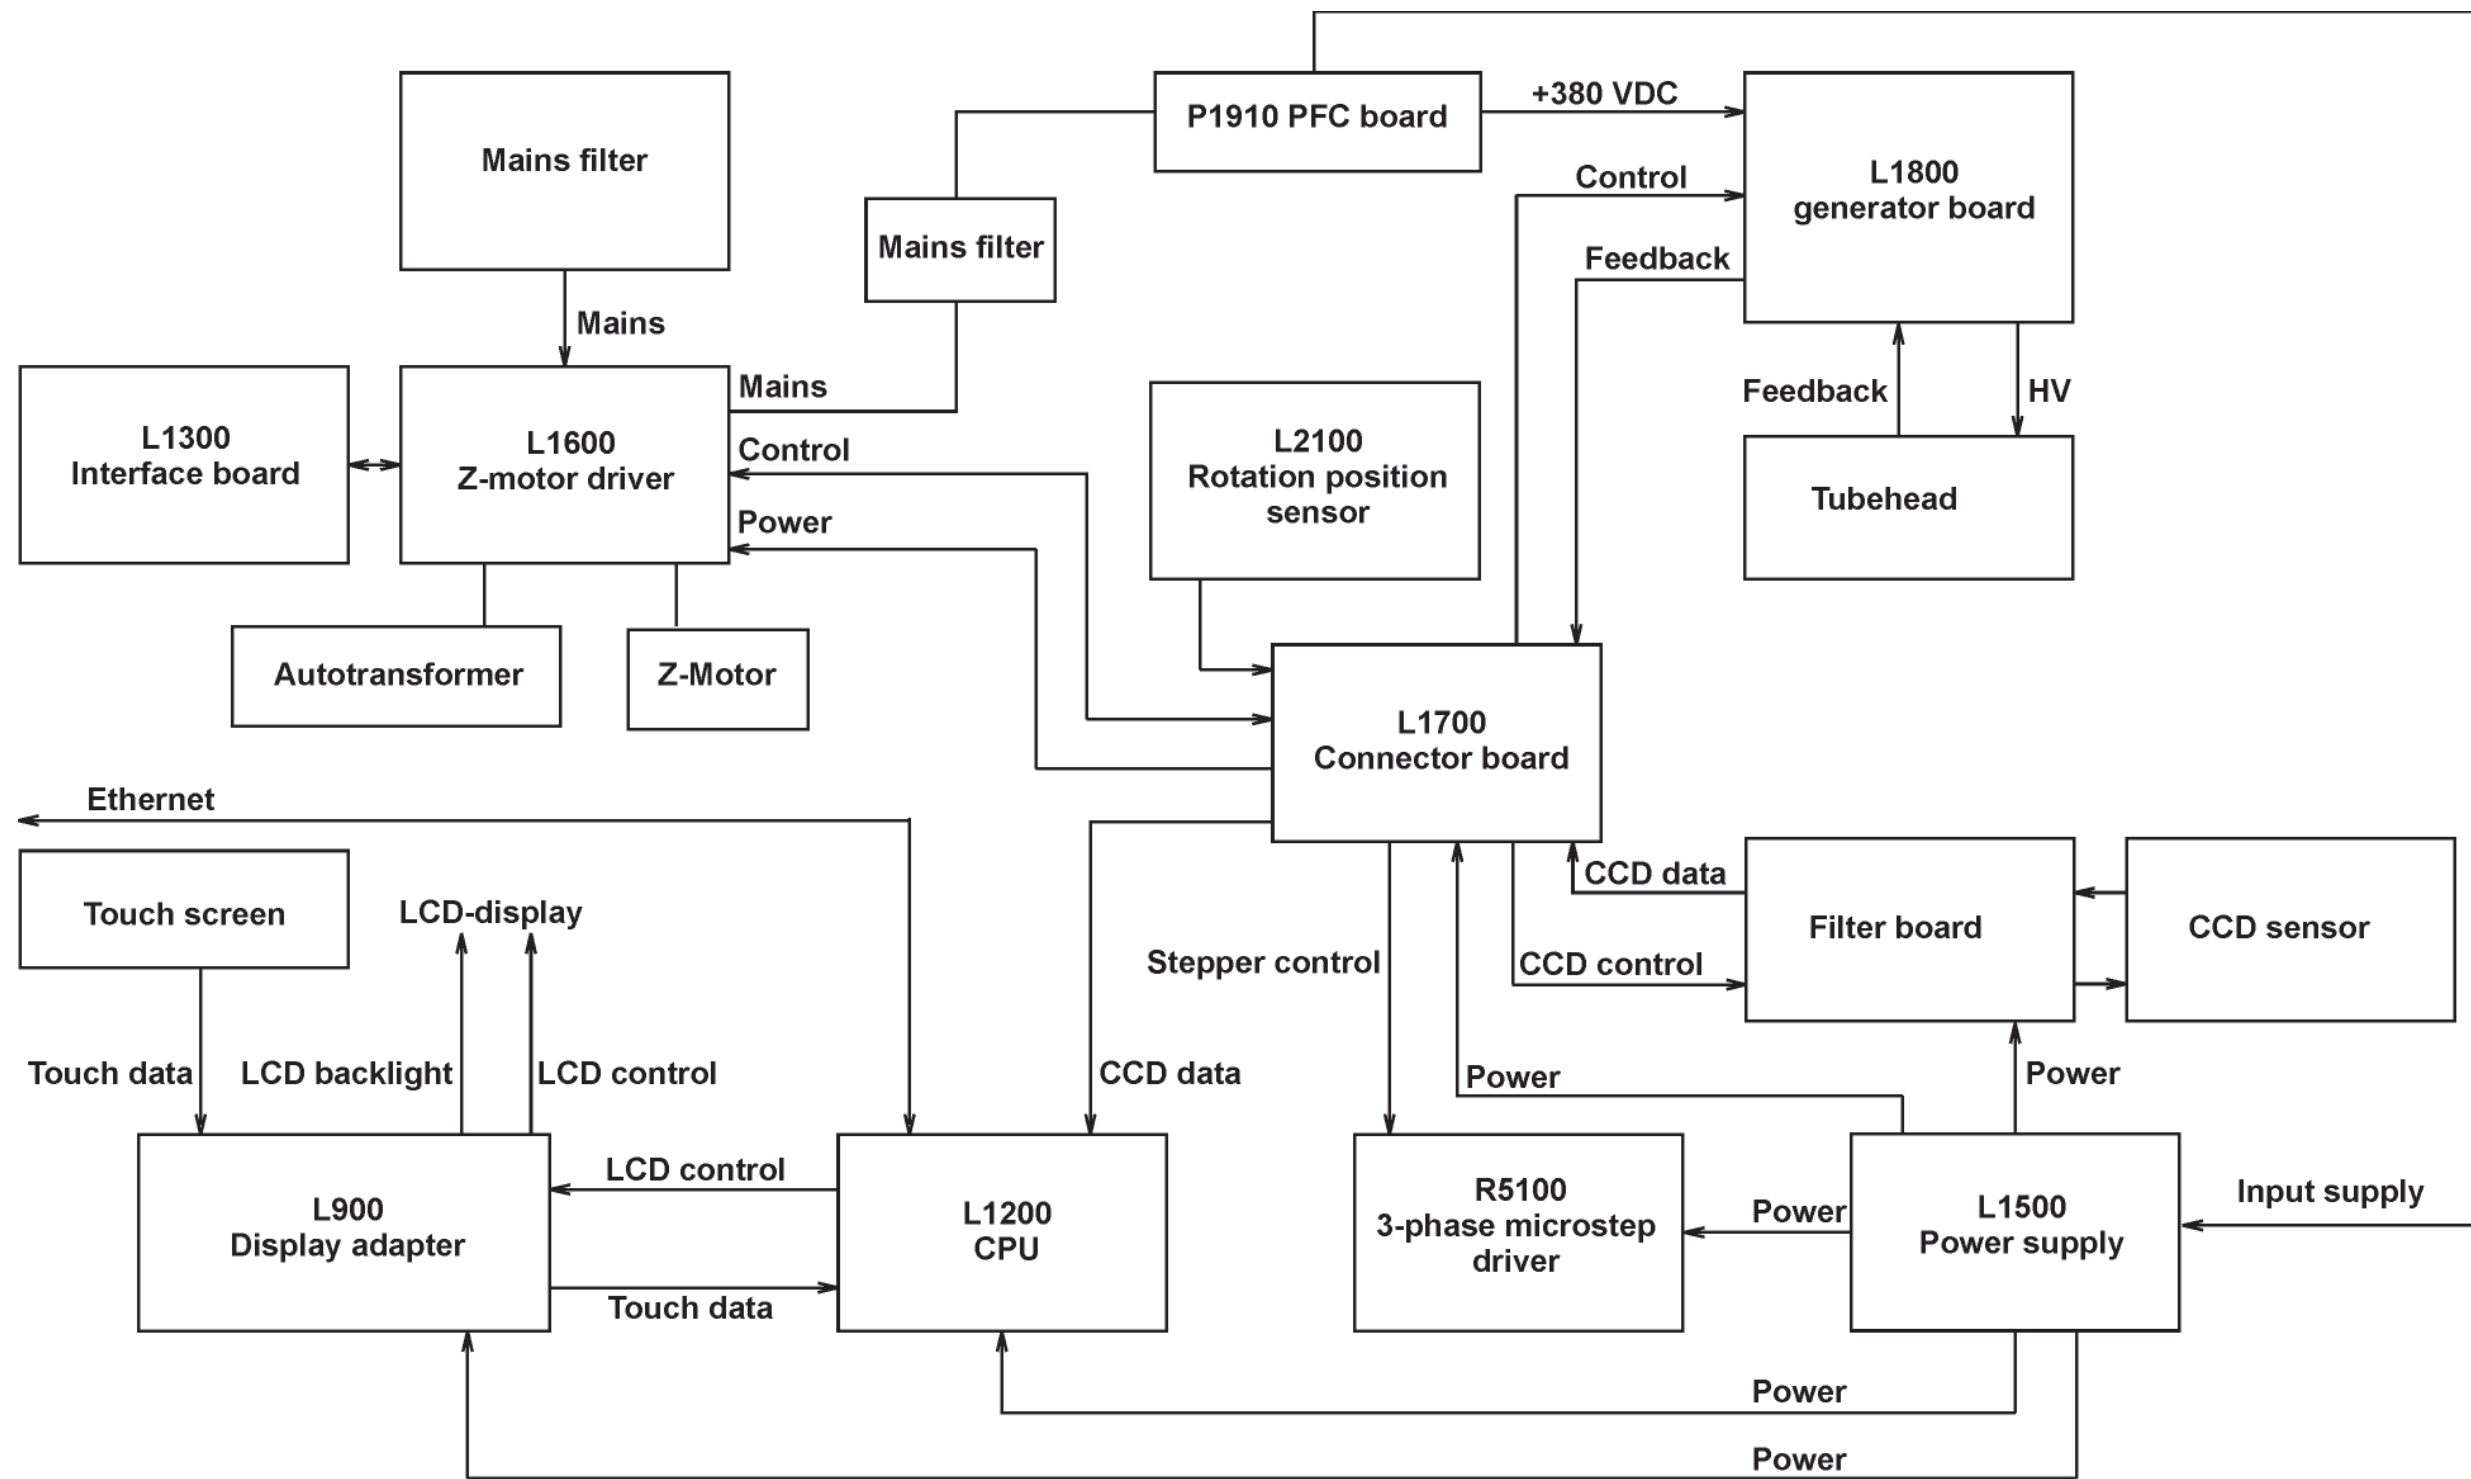 Mains filter
P1910 PFC board
+380 VDC
L1800
generator board
Control
Feedback
Mains filter
Mains
Mains
L1300
Interface board
L1600
Z-motor driver
Control
Power
L2100
Rotation position
sensor
Feedback
HV
Tubehead
Autotransformer
Z-Motor
L1700
Connector board
Ethernet
Touch screen
LCD-display
CCD data
Filter board
CCD sensor
Stepper control
CCD control
Touch data
LCD backlight
LCD control
CCD data
Power
Power
LCD control
L900
Display adapter
L1200
CPU
R5100
3-phase microstep
driver
Power
L1500
Power supply
Input supply
Touch data
Power
Power